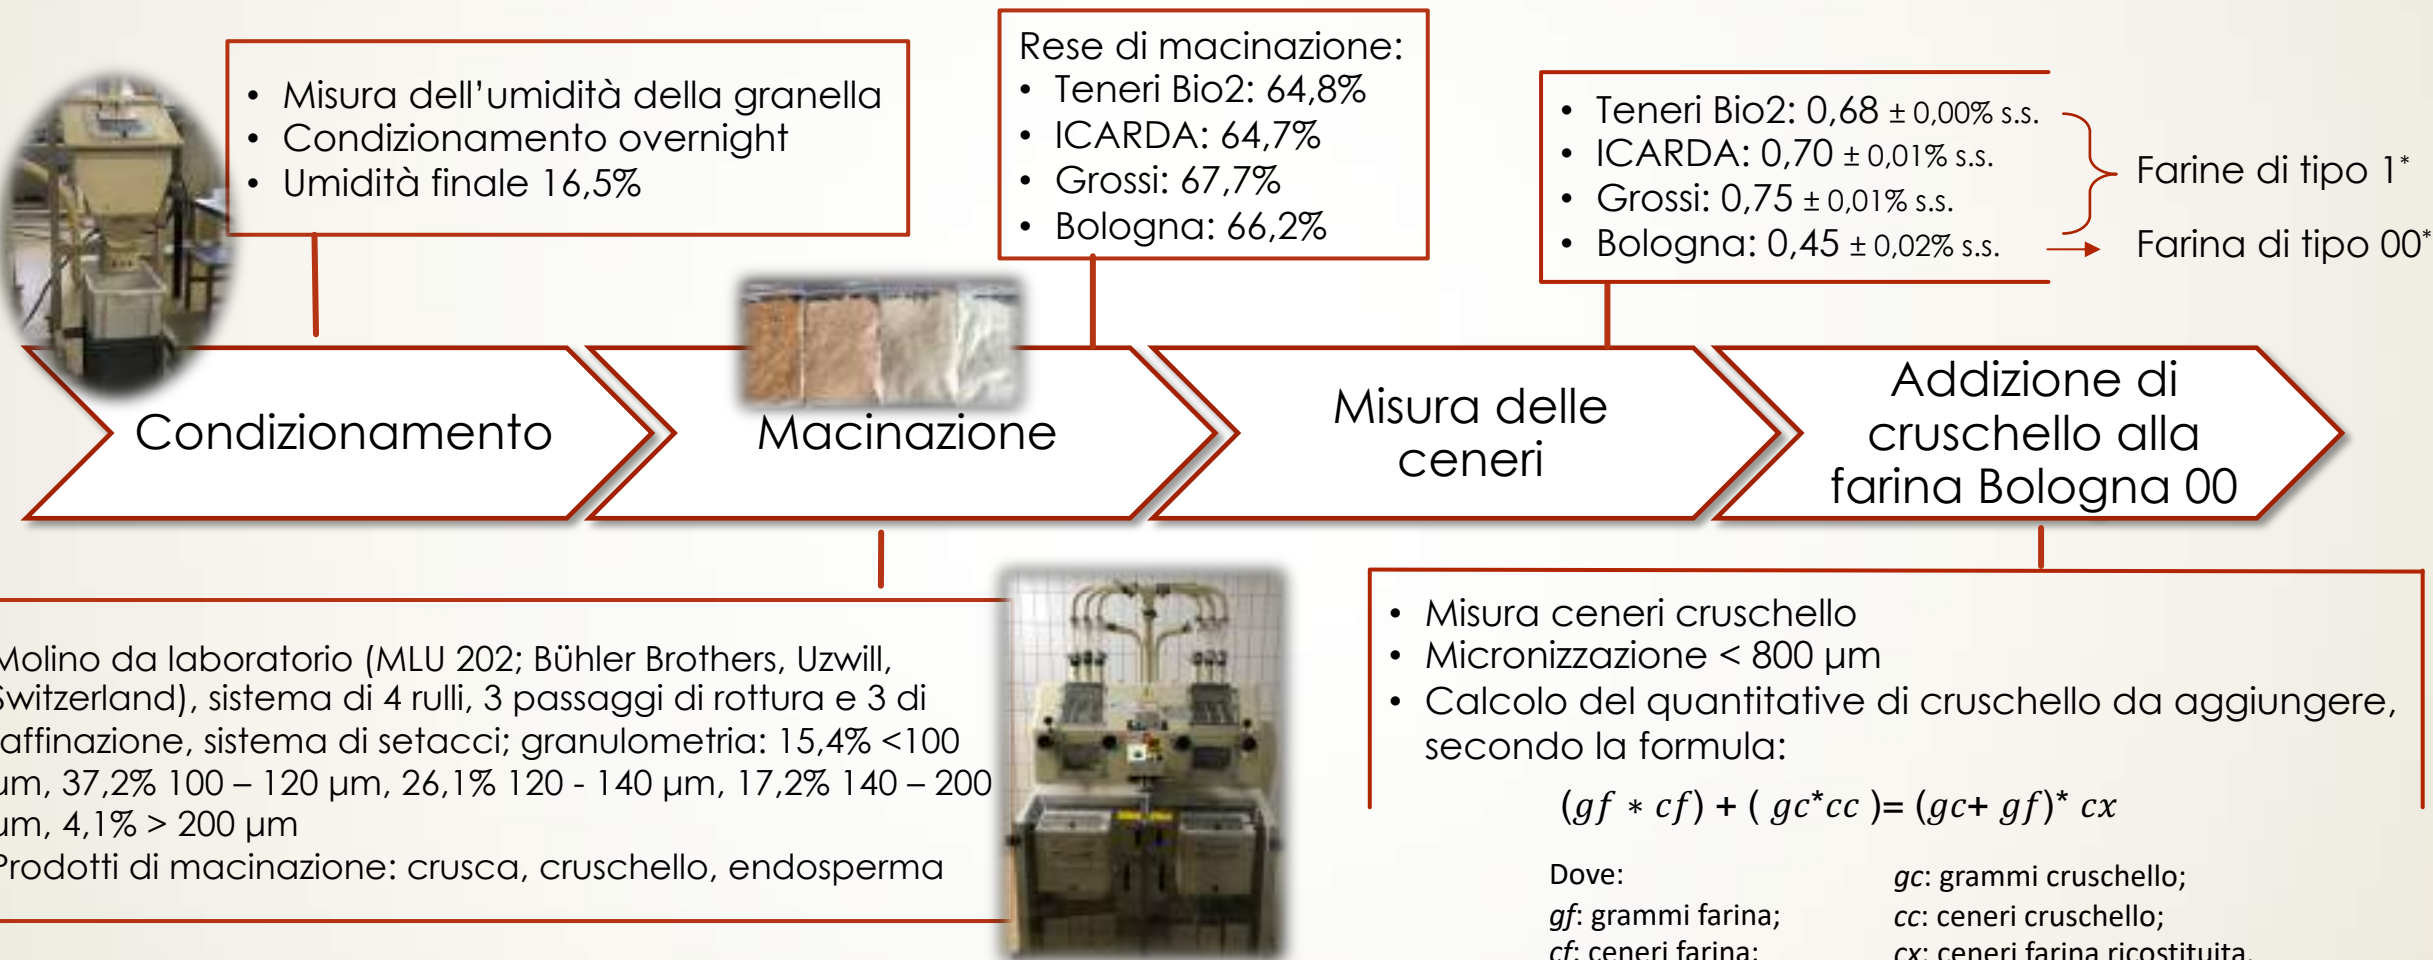 • Misura dell'umidità della granella
• Condizionamento overnight
• Umidità finale 16,5%
Rese di macinazione:
• Teneri Bio2: 64,8%
• ICARDA: 64,7%
• Grossi: 67,7%
• Bologna: 66,2%
• Teneri Bio2: 0,68 ± 0,00% s.s.
• ICARDA: 0,70 ± 0,01% s.s.
• Grossi: 0,75 ± 0,01% s.s.
• Bologna: 0,45 ± 0,02% s.s.
Farine di tipo 1*
Farina di tipo 00*
Condizionamento
Macinazione
Misura delle
ceneri
Addizione di
cruschello alla
farina Bologna 00
Molino da laboratorio (MLU 202; Bühler Brothers, Uzwill,
Switzerland), sistema di 4 rulli, 3 passaggi di rottura e 3 di
affinazione, sistema di setacci; granulometria: 15,4% <100
µm, 37,2% 100 – 120 µm, 26,1% 120 - 140 µm, 17,2% 140 – 200
µm, 4,1% > 200 µm
Prodotti di macinazione: crusca, cruschello, endosperma
• Misura ceneri cruschello
• Micronizzazione < 800 µm
• Calcolo del quantitative di cruschello da aggiungere,
secondo la formula:
(gf * cf) + ( gc*cc )= (gc+ gf)* cx
Dove:
gf: grammi farina;
cf: ceneri farina;
gc: grammi cruschello;
cc: ceneri cruschello;
cx: ceneri farina ricostituita.